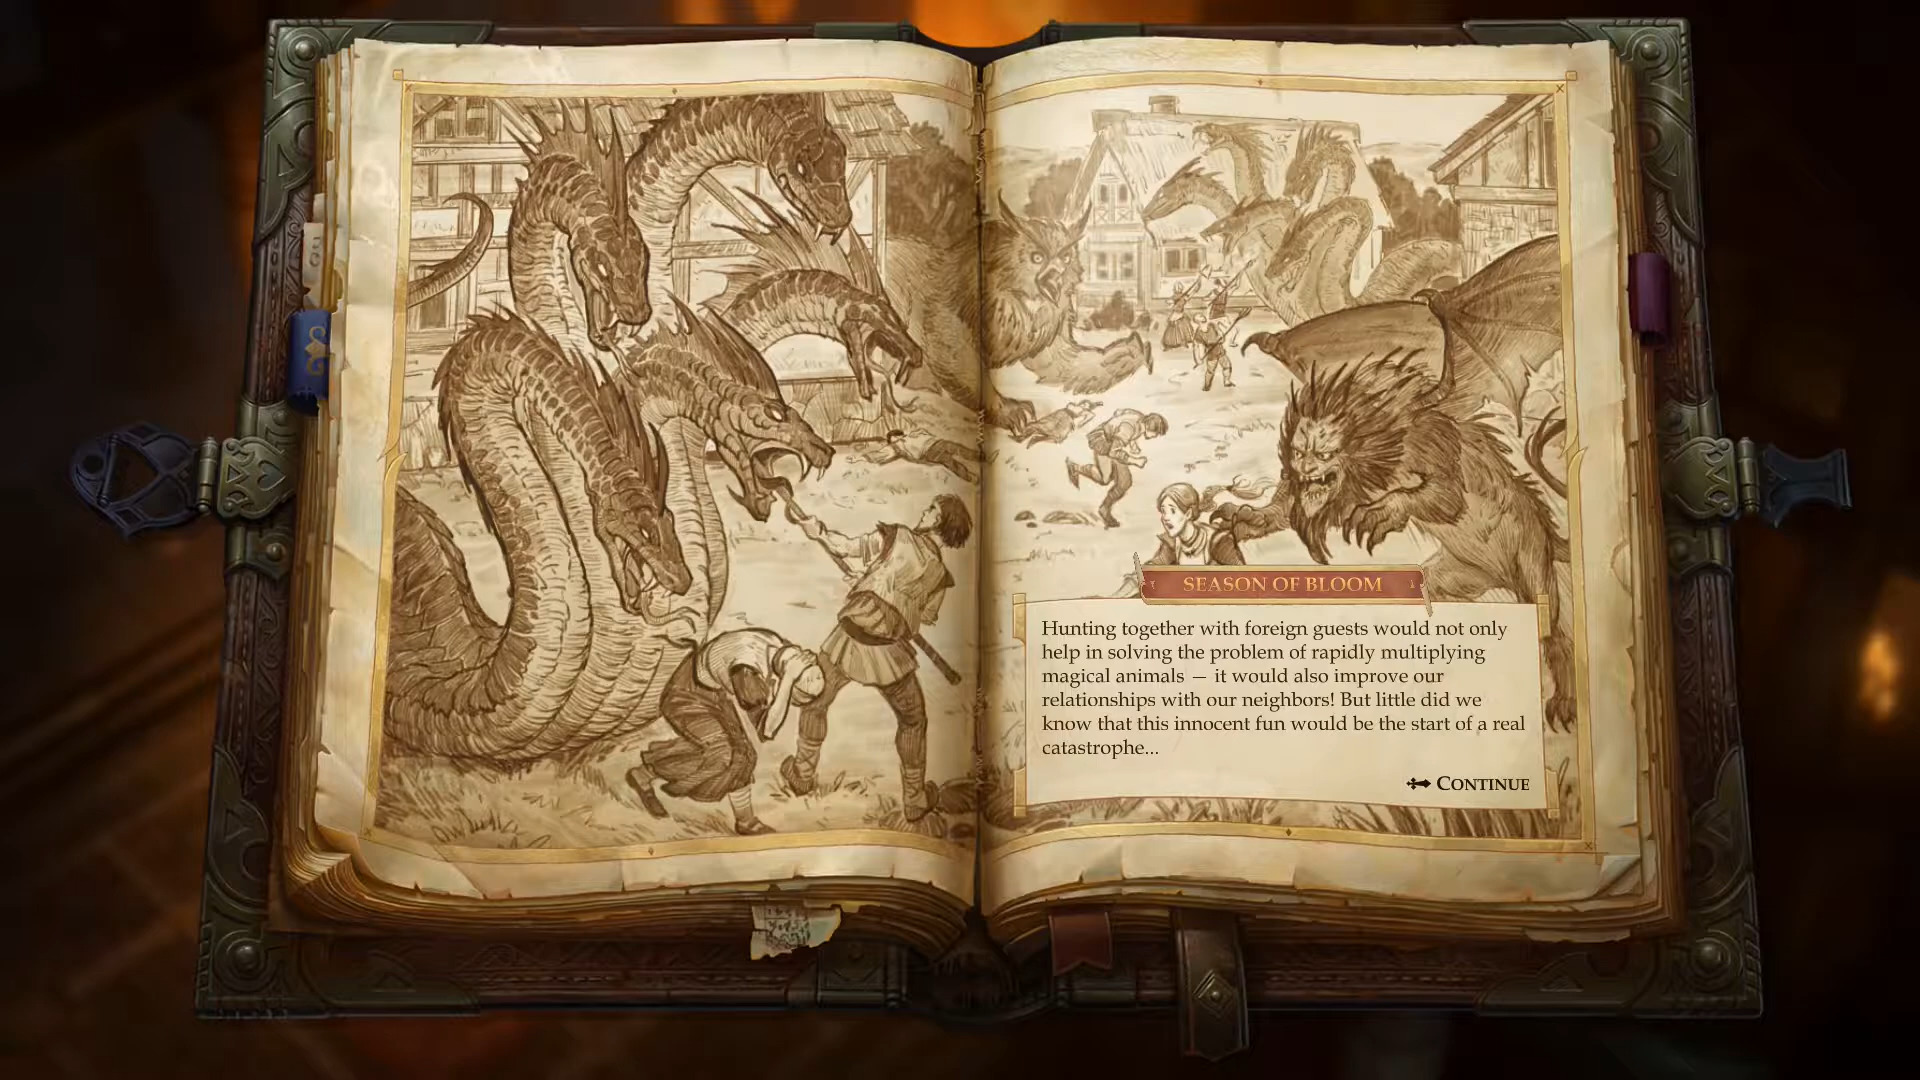 SEASON OF BLOOM
Hunting together with foreign guests would not only
help in solving the problem of rapidly multiplying
magical animals — it would also improve our
relationships with our neighbors! But little did we
know that this innocent fun would be the start of a real
catastrophe...
CONTINUE